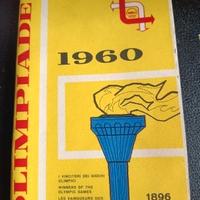 OLIMPIADE
1960
I VINCITORI DEI GIOCHI
OLIMPICI
WINNERS OF THE
OLYMPIC GAMES
LES VAINQUEURS DES
1896